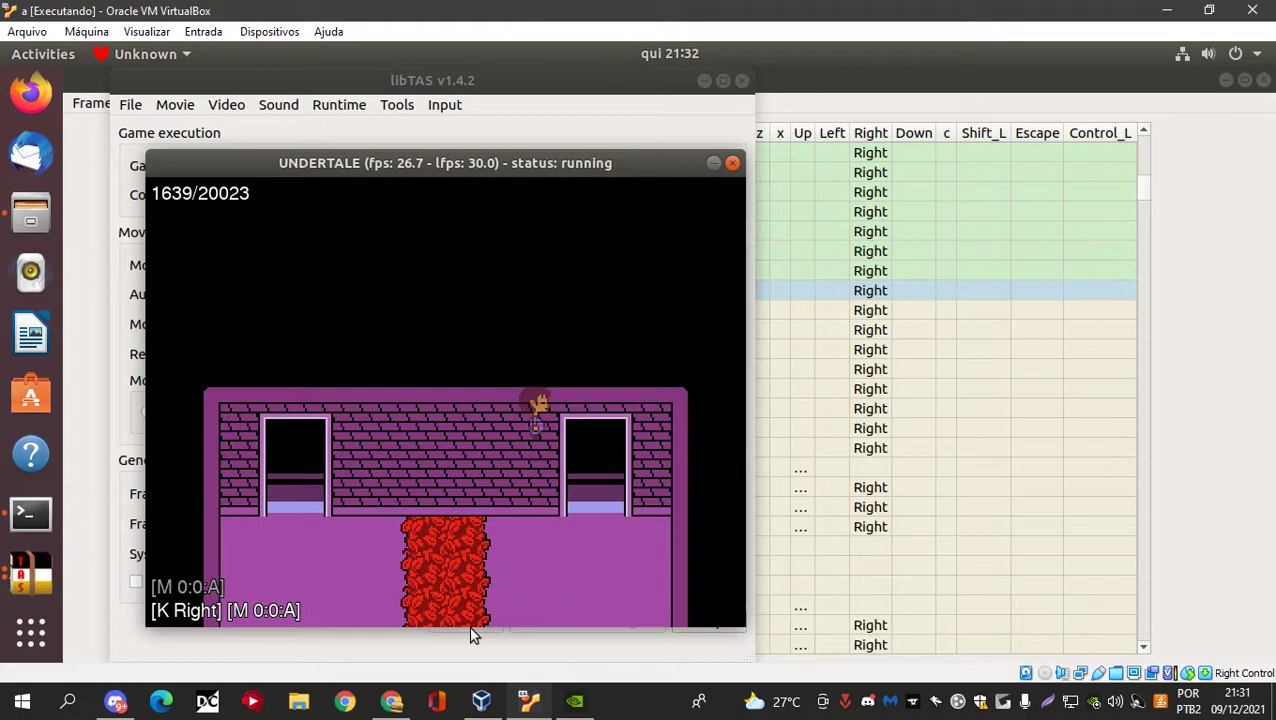 a [Executando] - Oracle VM VirtualBox
Arquivo Máquina Visualizar Entrada Dispositivos Ajuda
Activities Unknown qui 21:32
libTAS v1.4.2
Frame
File Movie Video Sound Runtime Tools Input
Game execution
z x Up Left Right Down c Shift_L Escape Control_L
Right
UNDERTALE (fps: 26.7 - lfps: 30.0) - status: running
Right
1639/20023
Right
Right
Right
Right
Right
Right
Right
Right
Right
Right
Right
Right
Right
Right
...
... Right
... Right
... Right
[M 0:0:A]
...
[K Right] [M 0:0:A]
Right
Right
Right Control
27°C
POR
PTB2
21:31
09/12/2021